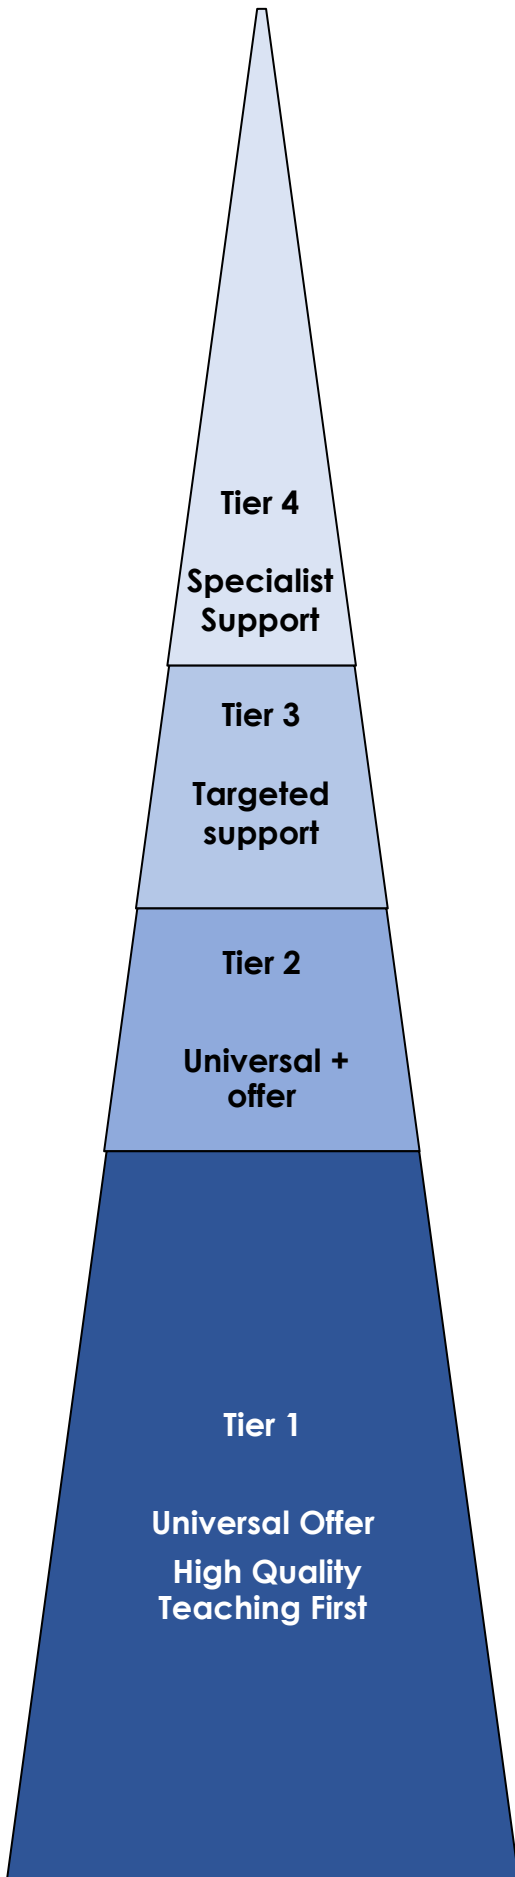 Tier 4
Specialist
Support
Tier 3
Targeted
support
Tier 2
Universal +
offer
Tier 1
Universal Offer
High Quality
Teaching First